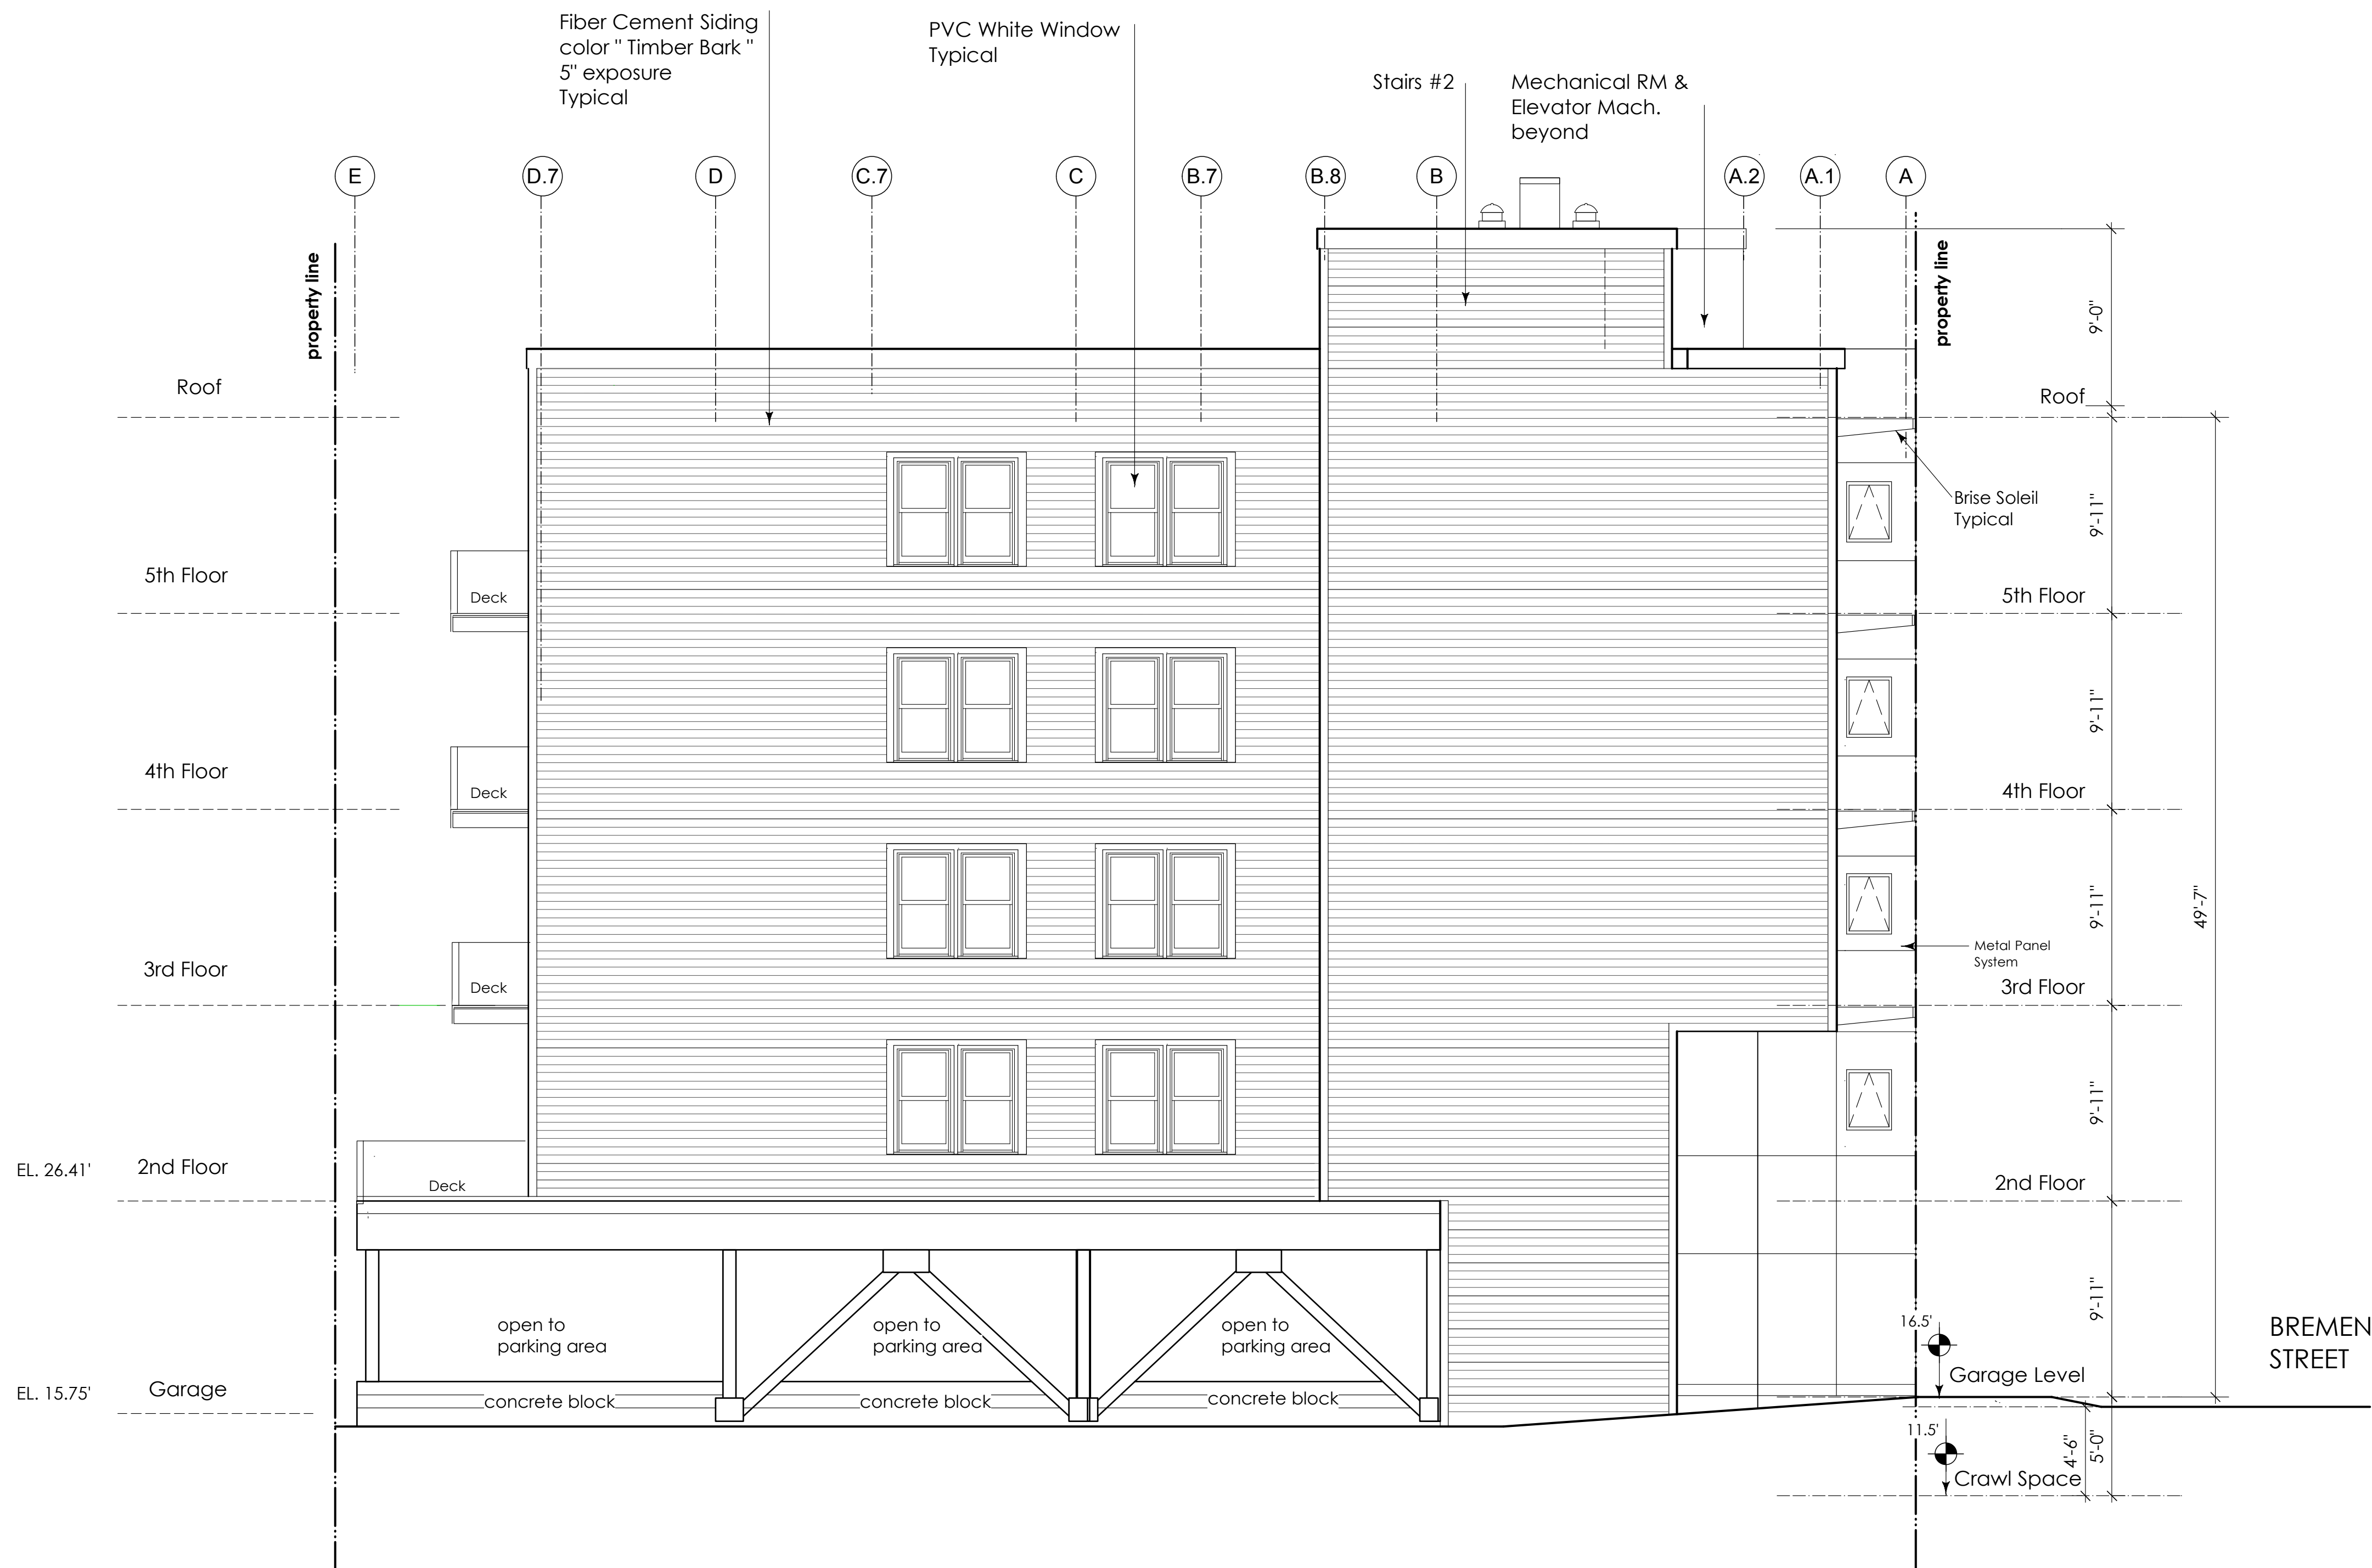 Fiber Cement Siding
color " Timber Bark "
5" exposure
Typical
PVC White Window
Typical
Stairs #2
Mechanical RM &
Elevator Mach.
beyond
E
D.7
D
C.7
C
B.7
B.8
B
A.2
A.1
A
property line
property line
9'-0"
Roof
Roof
Brise Soleil
Typical
9'-11"
5th Floor
Deck
5th Floor
9'-11"
4th Floor
Deck
4th Floor
9'-11"
49'-7"
Metal Panel
System
3rd Floor
Deck
3rd Floor
9'-11"
EL. 26.41'
2nd Floor
Deck
2nd Floor
9'-11"
open to
parking area
open to
parking area
open to
parking area
16.5'
BREMEN
STREET
EL. 15.75'
Garage
concrete block
concrete block
concrete block
Garage Level
11.5'
4'-6"
5'-0"
Crawl Space